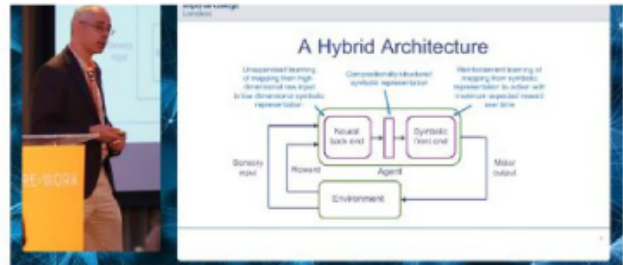 Imperial College
London
A Hybrid Architecture
Unsupervised learning
of mapping from high
dimensional raw input
to low dimensional symbolic
representation
Compositionally structured
symbolic representation
Reinforcement learning of
mapping from symbolic
representation to action with
maximum expected reward
over time
Neural
back end
Symbolic
front end
Sensory
input
Reward
Agent
Motor
output
Environment
RE•WORK
input